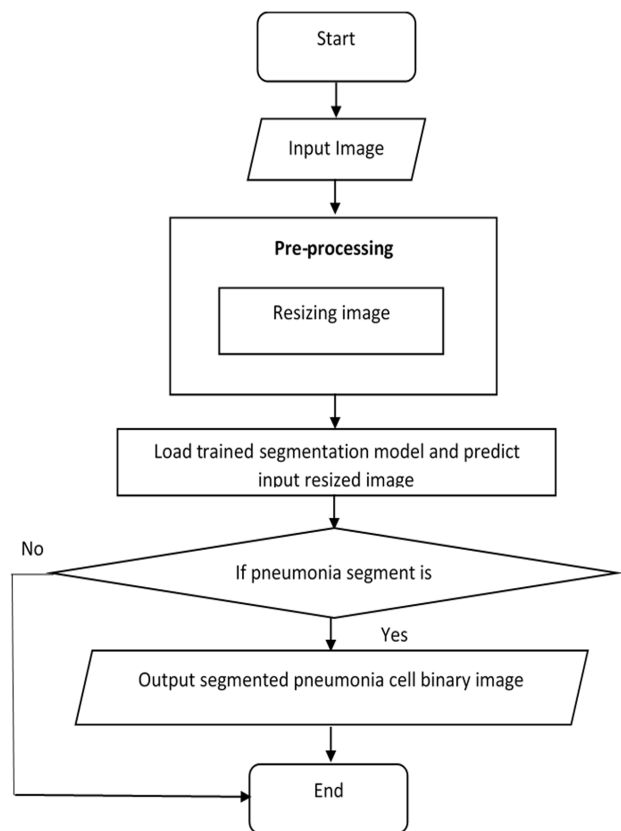 Start
Input Image
Pre-processing
Resizing image
Load trained segmentation model and predict
input resized image
No
If pneumonia segment is
Yes
Output segmented pneumonia cell binary image
End